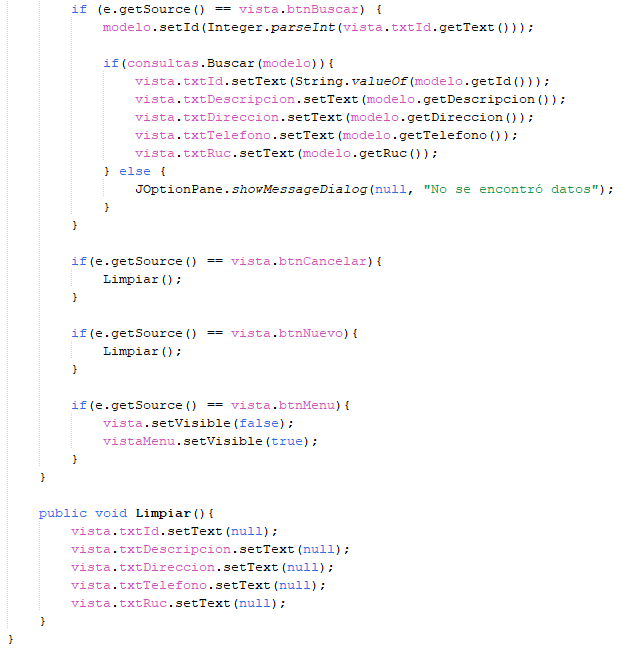 if (e.getSource() == vista.btnBuscar) {
modelo.setId(Integer.parseInt(vista.txtId.getText()));
if(consultas.Buscar(modelo)){
vista.txtId.setText(String.valueOf(modelo.getId()));
vista.txtDescripcion.setText(modelo.getDescripcion());
vista.txtDireccion.setText(modelo.getDireccion());
vista.txtTelefono.setText(modelo.getTelefono());
vista.txtRuc.setText(modelo.getRuc());
} else {
JOptionPane.showMessageDialog(null, "No se encontró datos");
}
}
if(e.getSource() == vista.btnCancelar){
Limpiar();
}
if(e.getSource() == vista.btnNuevo){
Limpiar();
}
if(e.getSource() == vista.btnMenu){
vista.setVisible(false);
vistaMenu.setVisible(true);
}
}
public void Limpiar(){
vista.txtId.setText(null);
vista.txtDescripcion.setText(null);
vista.txtDireccion.setText(null);
vista.txtTelefono.setText(null);
vista.txtRuc.setText(null);
}
}